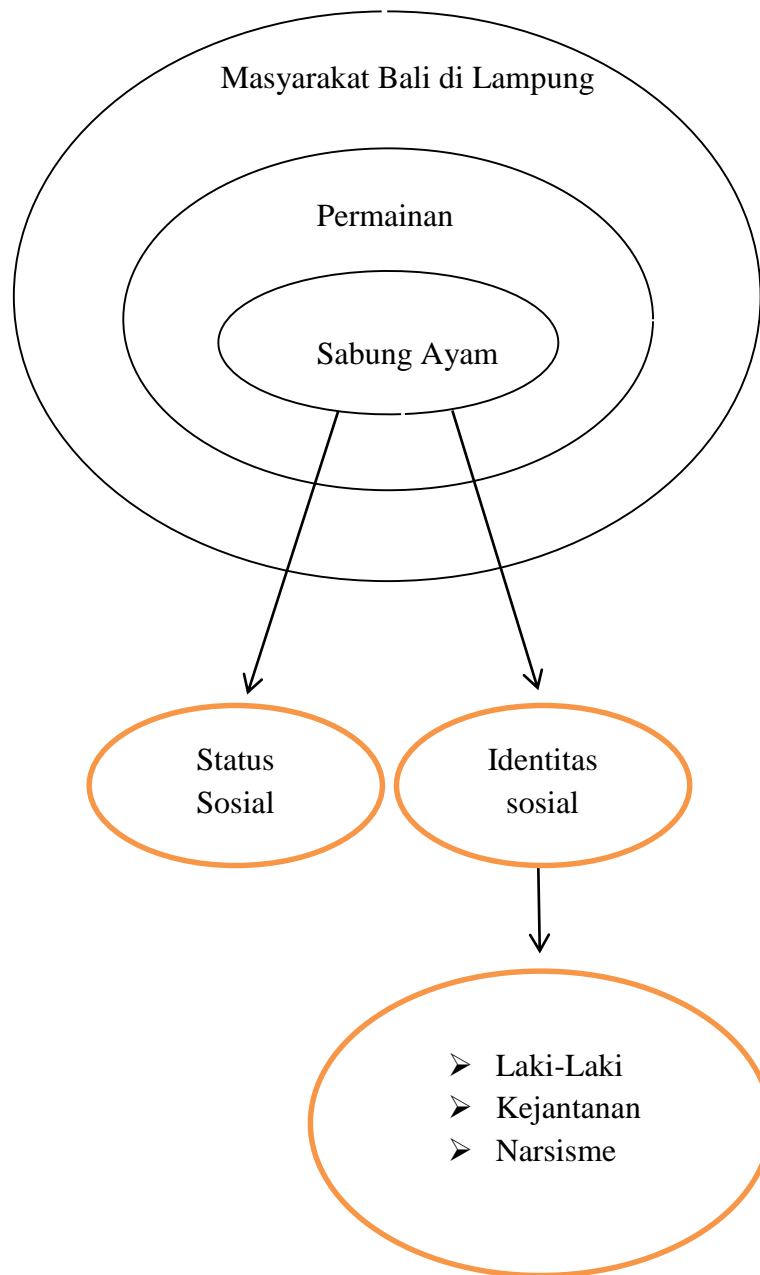 Masyarakat Bali di Lampung
Permainan
Sabung Ayam
Status
Sosial
Identitas
sosial
➢ Laki-Laki
➢ Kejantanan
➢ Narsisme